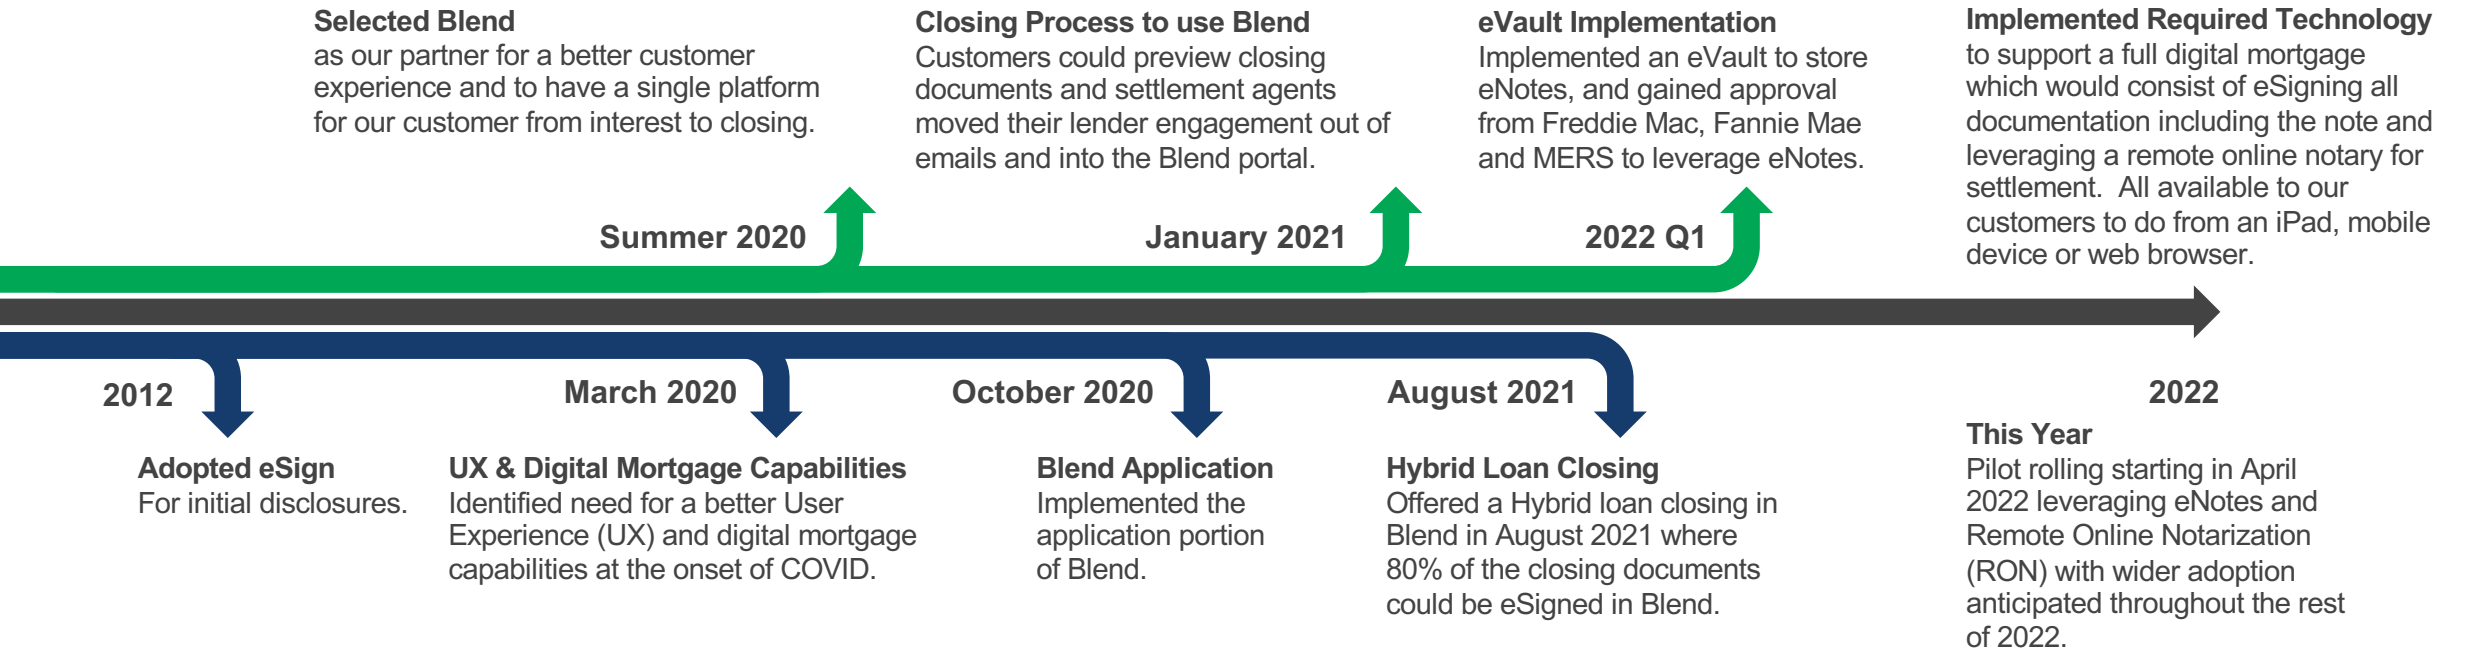 Selected Blend
as our partner for a better customer
experience and to have a single platform
for our customer from interest to closing.
Summer 2020
Closing Process to use Blend
Customers could preview closing
documents and settlement agents
moved their lender engagement out of
emails and into the Blend portal.
January 2021
eVault Implementation
Implemented an eVault to store
eNotes, and gained approval
from Freddie Mac, Fannie Mae
and MERS to leverage eNotes.
2022 Q1
Implemented Required Technology
to support a full digital mortgage
which would consist of eSigning all
documentation including the note and
leveraging a remote online notary for
settlement.  All available to our
customers to do from an iPad, mobile
device or web browser.
2012
Adopted eSign
For initial disclosures.
March 2020
UX & Digital Mortgage Capabilities
Identified need for a better User
Experience (UX) and digital mortgage
capabilities at the onset of COVID.
October 2020
Blend Application
Implemented the
application portion
of Blend.
August 2021
Hybrid Loan Closing
Offered a Hybrid loan closing in
Blend in August 2021 where
80% of the closing documents
could be eSigned in Blend.
2022
This Year
Pilot rolling starting in April
2022 leveraging eNotes and
Remote Online Notarization
(RON) with wider adoption
anticipated throughout the rest
of 2022.